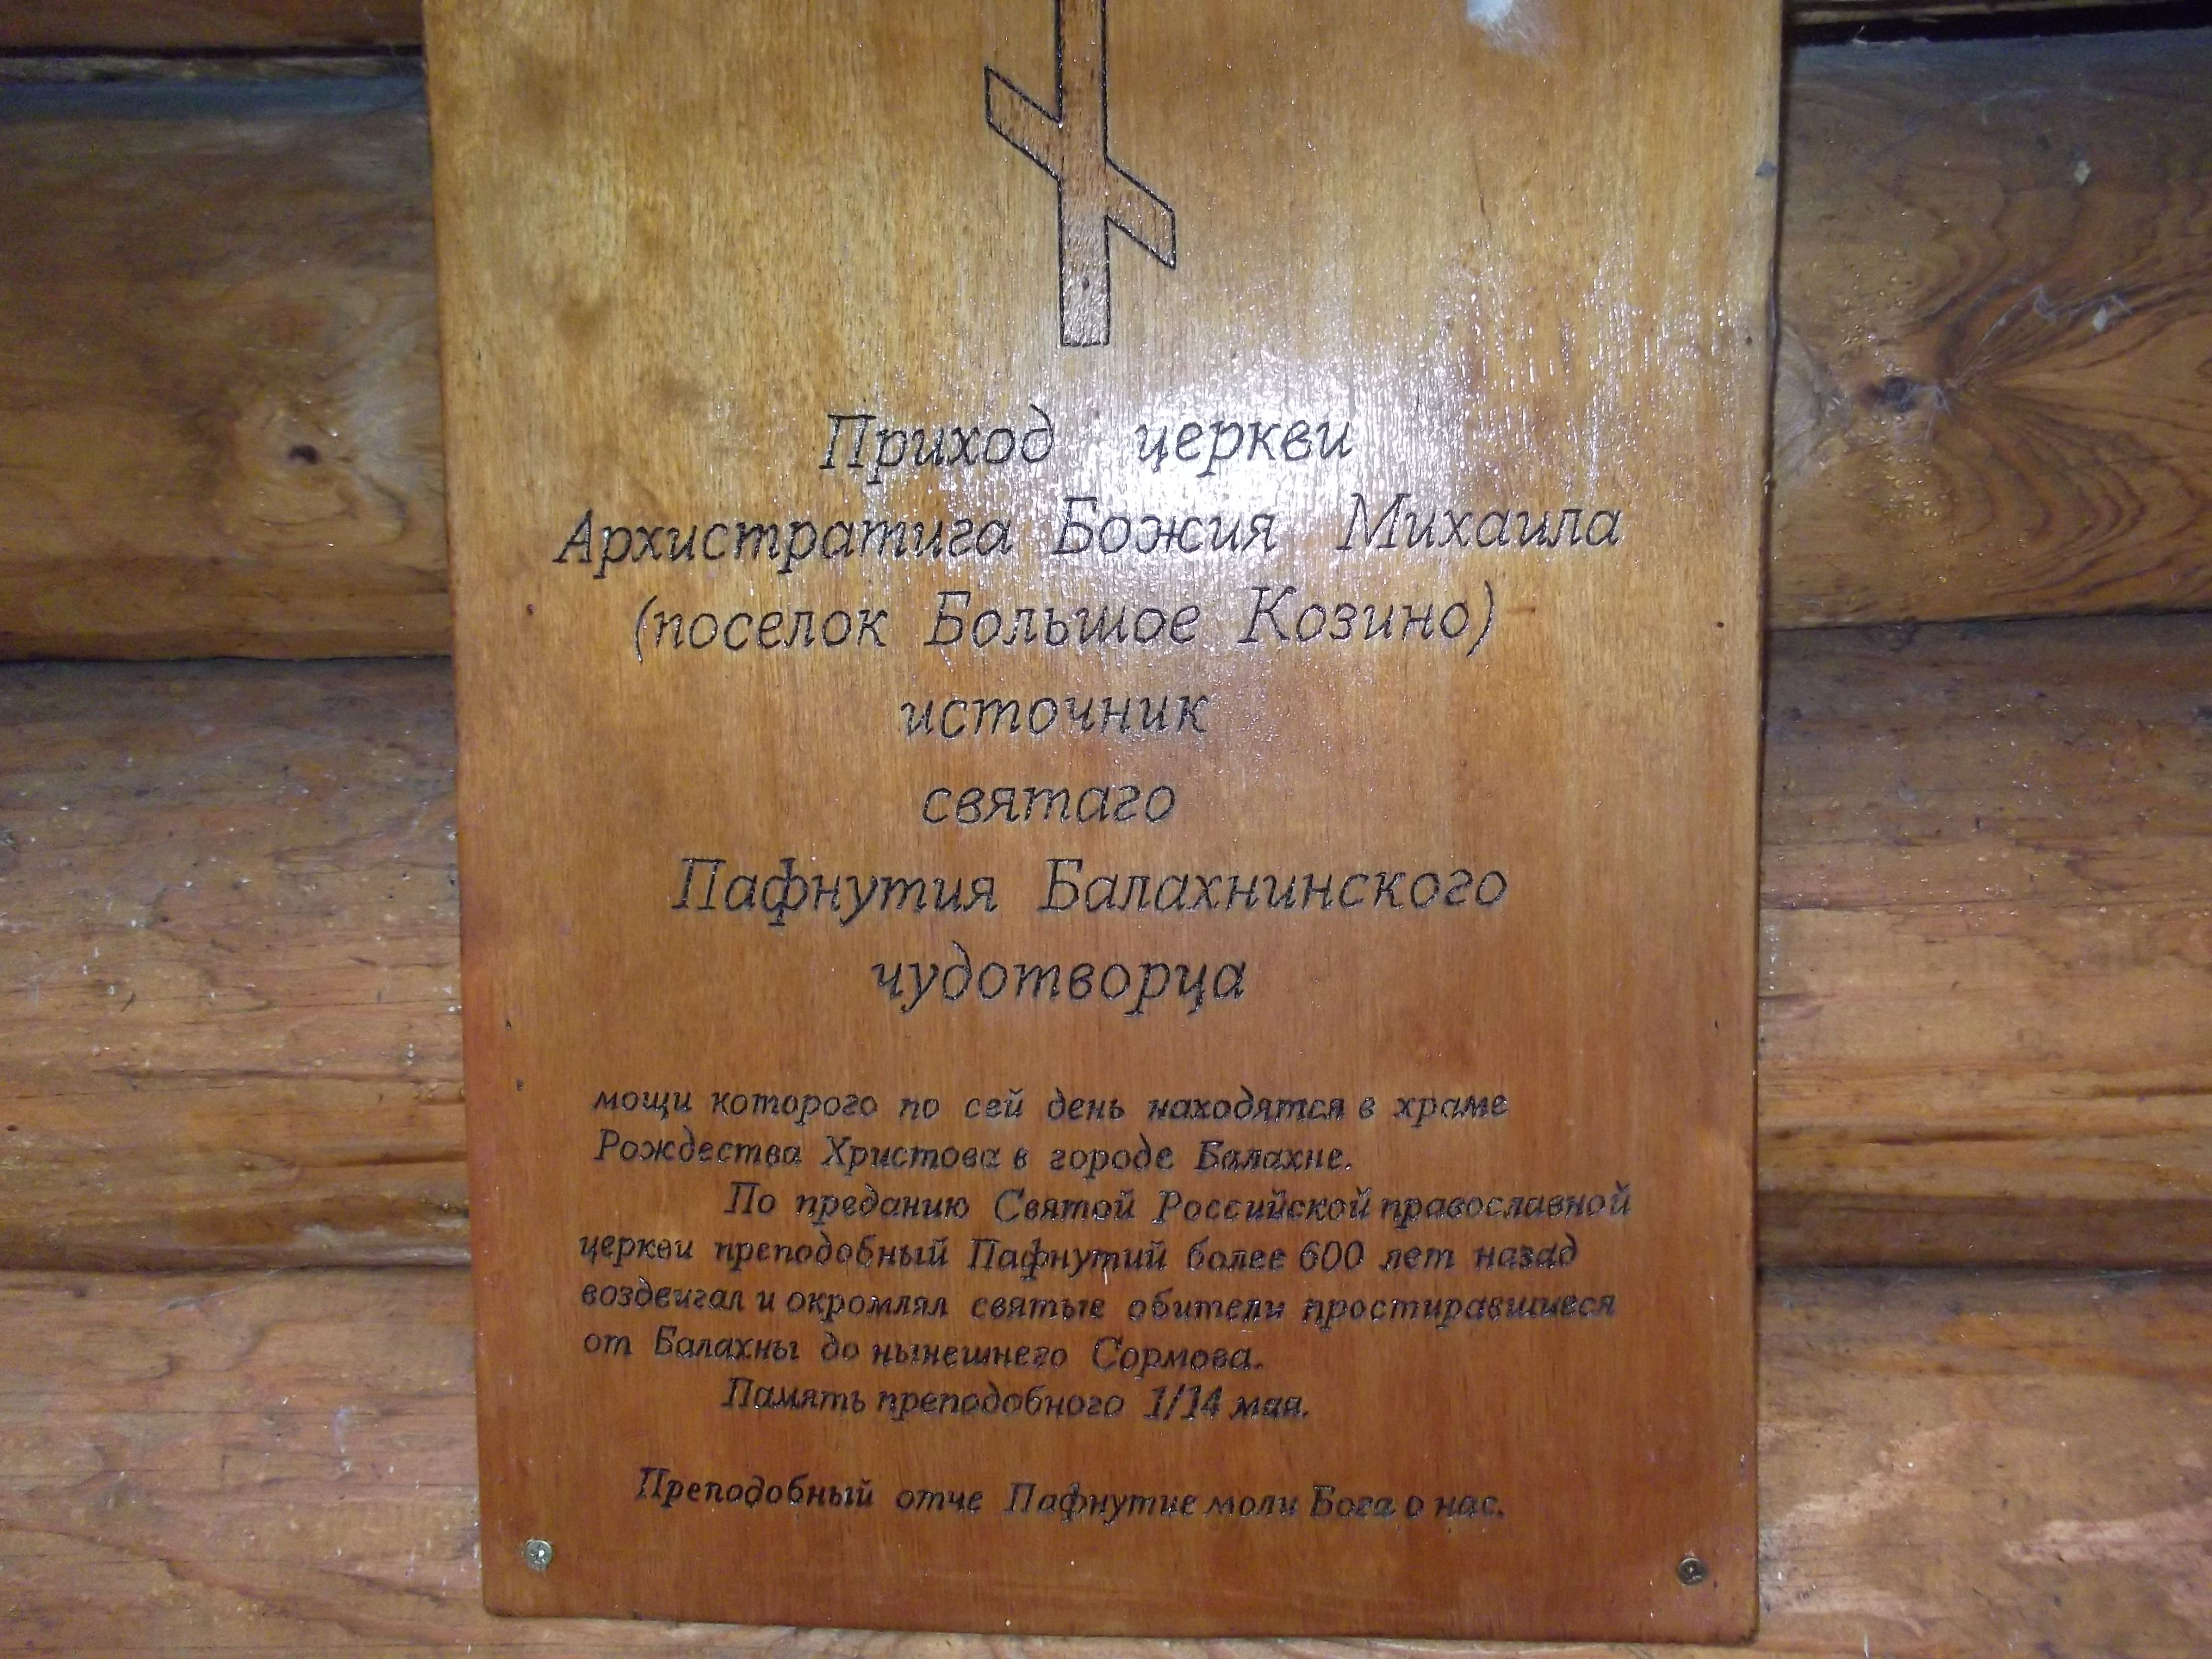 Приход церкви
Архистратига Божия Михаила
(поселок Большое Козино)
источник
святаго
Пафнутия Балахнинского
чудотворца
мощи которого по сей день находятся в храме
Рождества Христова в городе Балахне.
По преданию Святой Российской православной
церкви преподобный Пафнутий более 600 лет назад
воздвигал и окромлял святые обители простиравшиеся
от Балахны до нынешнего Сормова.
Память преподобного 1/14 мая.
Преподобный отче Пафнутие моли Бога о нас.